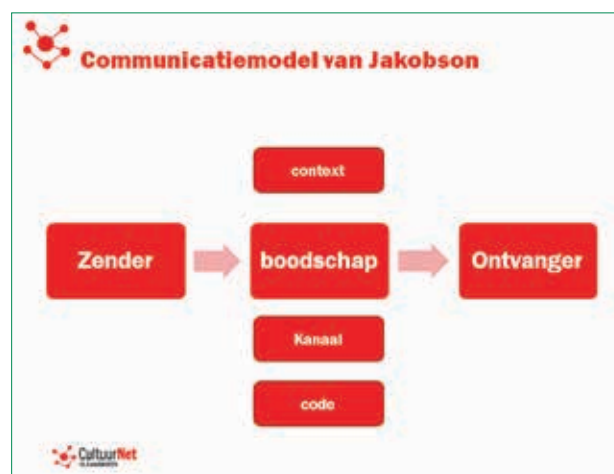 Communicatiemodel van Jakobson
context
Zender
boodschap
Ontvanger
Kanaal
code
CultuurNet